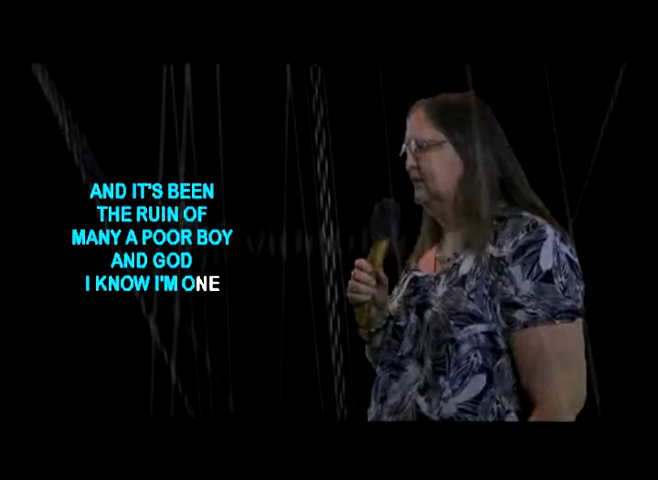 AND IT'S BEEN
THE RUIN OF
MANY A POOR BOY
AND GOD
I KNOW I'M ONE